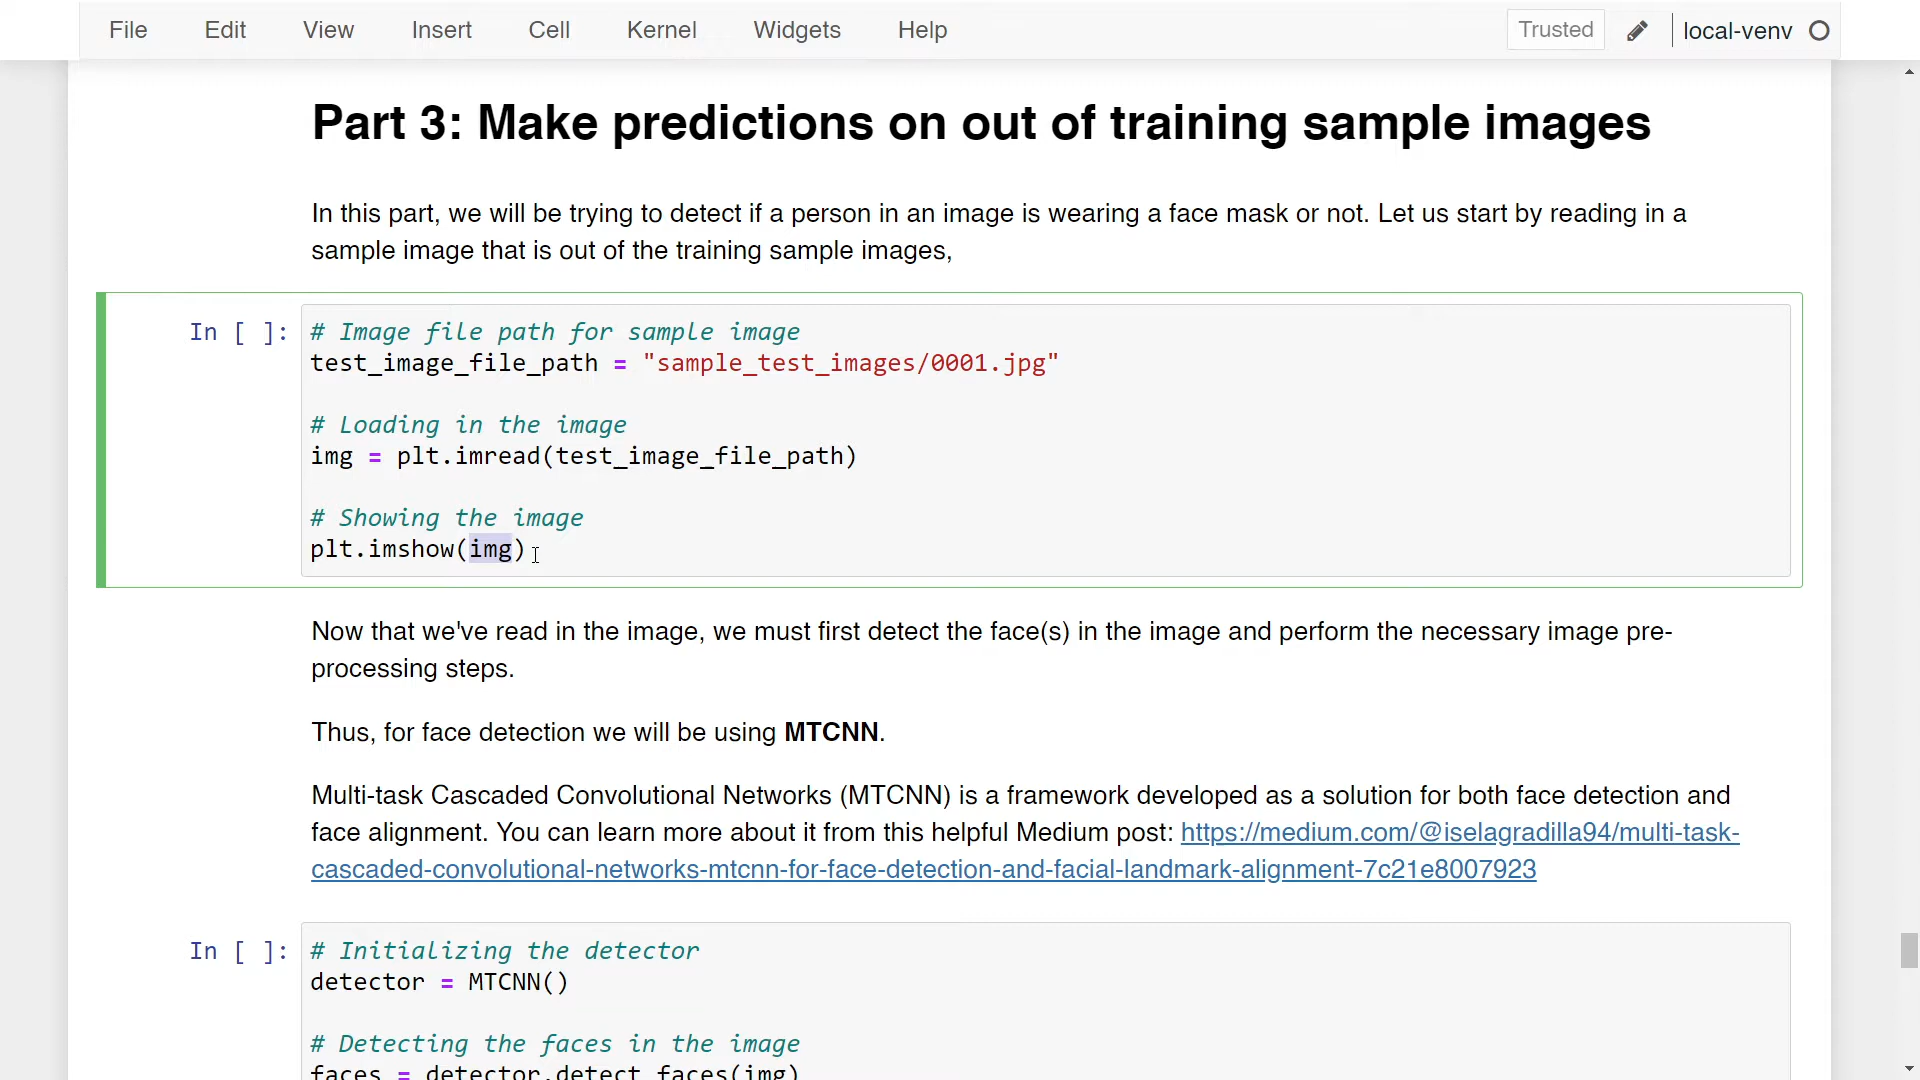 File Edit View Insert Cell Kernel Widgets Help Trusted local-venv
Part 3: Make predictions on out of training sample images
In this part, we will be trying to detect if a person in an image is wearing a face mask or not. Let us start by reading in a
sample image that is out of the training sample images,
In [ ]: # Image file path for sample image
test_image_file_path = "sample_test_images/0001.jpg"
# Loading in the image
img = plt.imread(test_image_file_path)
# Showing the image
plt.imshow(img)
Now that we've read in the image, we must first detect the face(s) in the image and perform the necessary image pre-
processing steps.
Thus, for face detection we will be using MTCNN.
Multi-task Cascaded Convolutional Networks (MTCNN) is a framework developed as a solution for both face detection and
face alignment. You can learn more about it from this helpful Medium post: https://medium.com/@iselagradilla94/multi-task-
cascaded-convolutional-networks-mtcnn-for-face-detection-and-facial-landmark-alignment-7c21e8007923
In [ ]: # Initializing the detector
detector = MTCNN()
# Detecting the faces in the image
faces = detector.detect_faces(img)